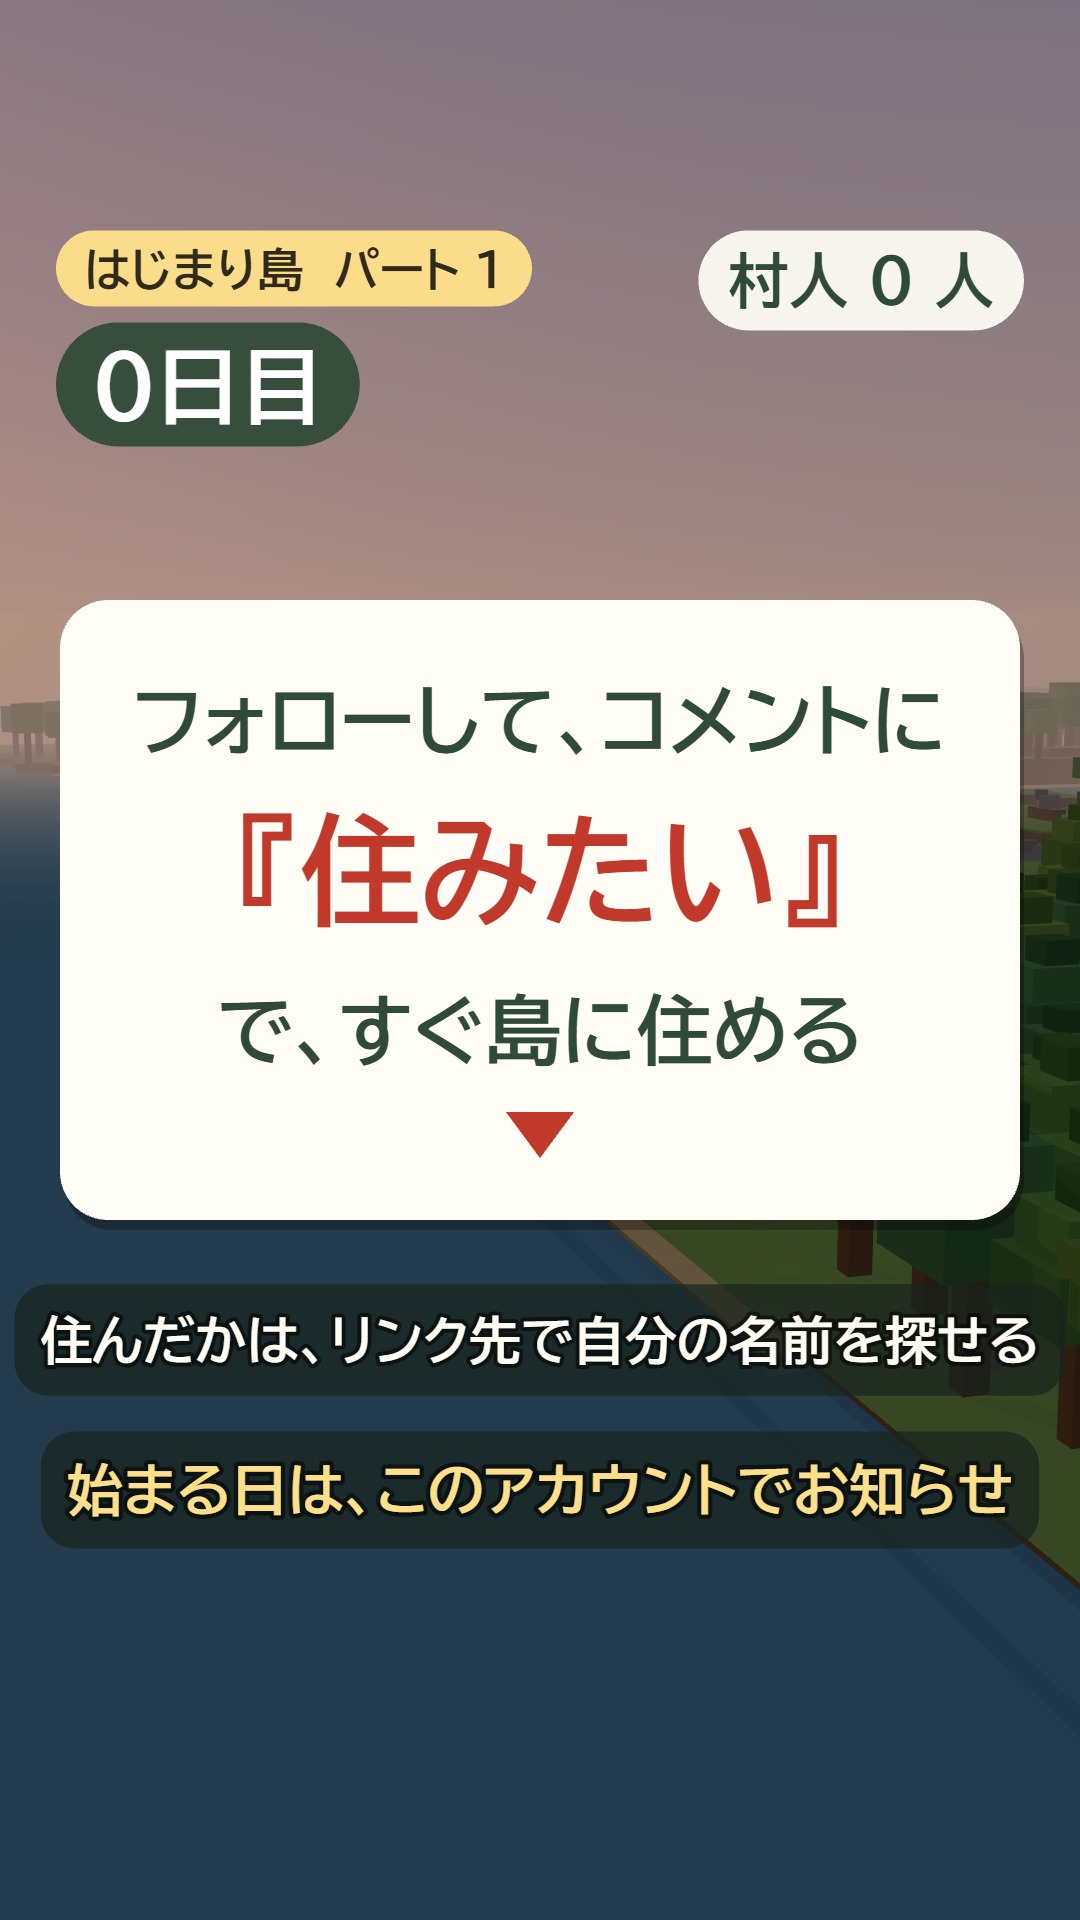 はじまり島 パート 1
村人 0 人
0日目
フォローして、コメントに
『住みたい』
で、すぐ島に住める
住んだかは、リンク先で自分の名前を探せる
始まる日は、このアカウントでお知らせ